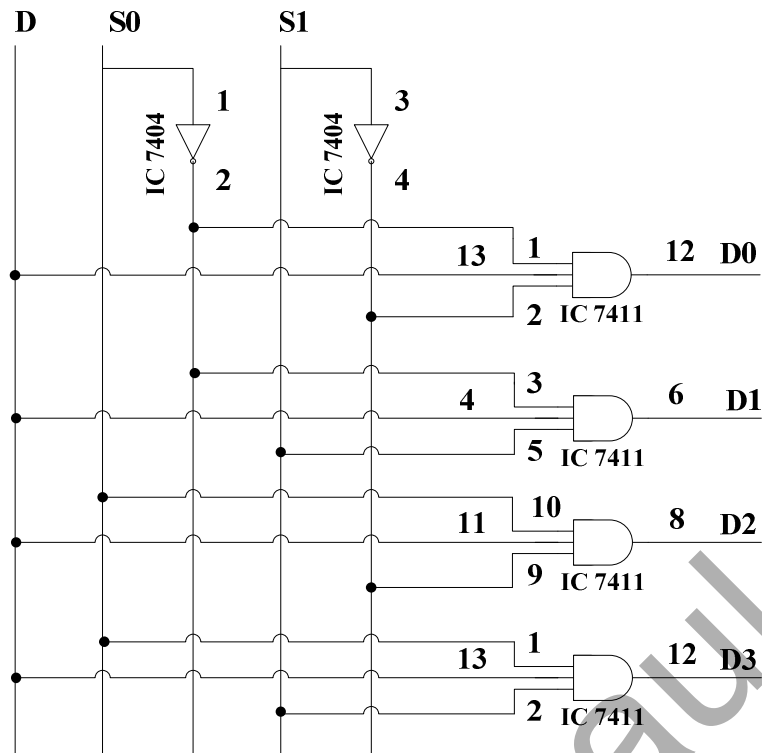 D S0 S1
1 3
IC 7404 IC 7404
2 4
13 1 12 D0
2 IC 7411
3
4 6 D1
5 IC 7411
10
11 8 D2
9 IC 7411
1
13 12 D3
2 IC 7411